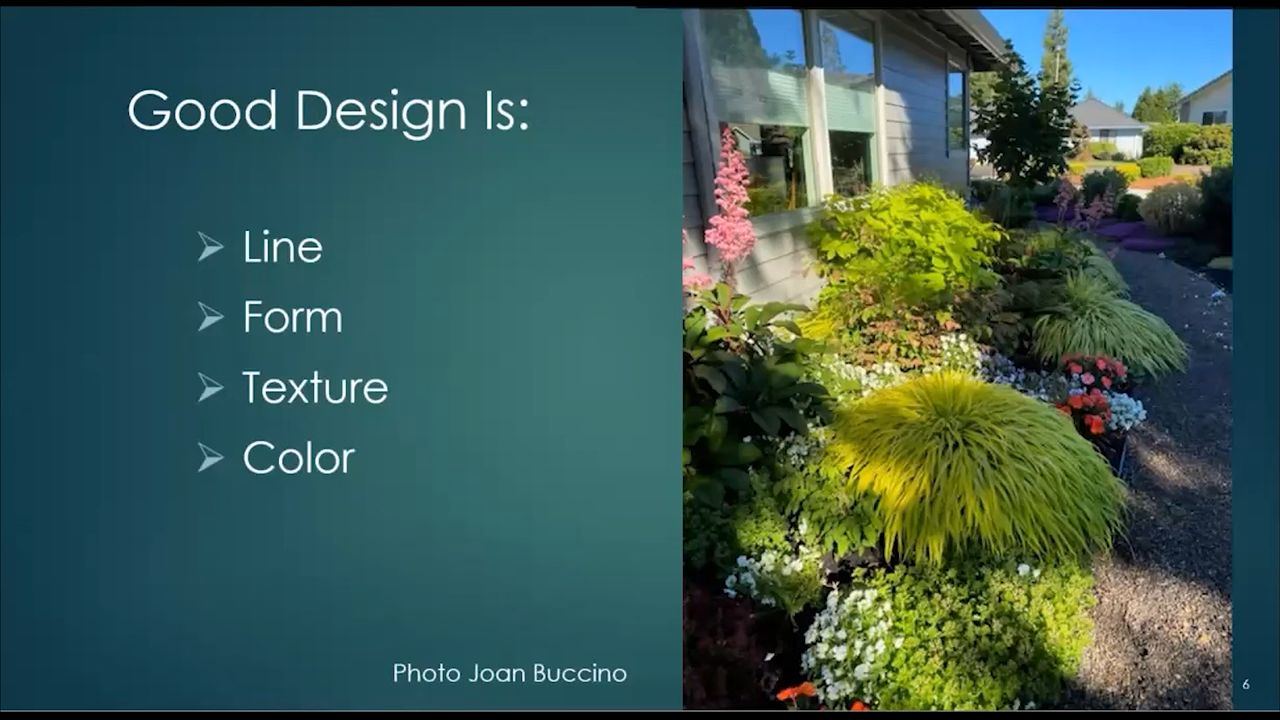 Good Design Is:
Line
Form
Texture
Color
Photo Joan Buccino
6